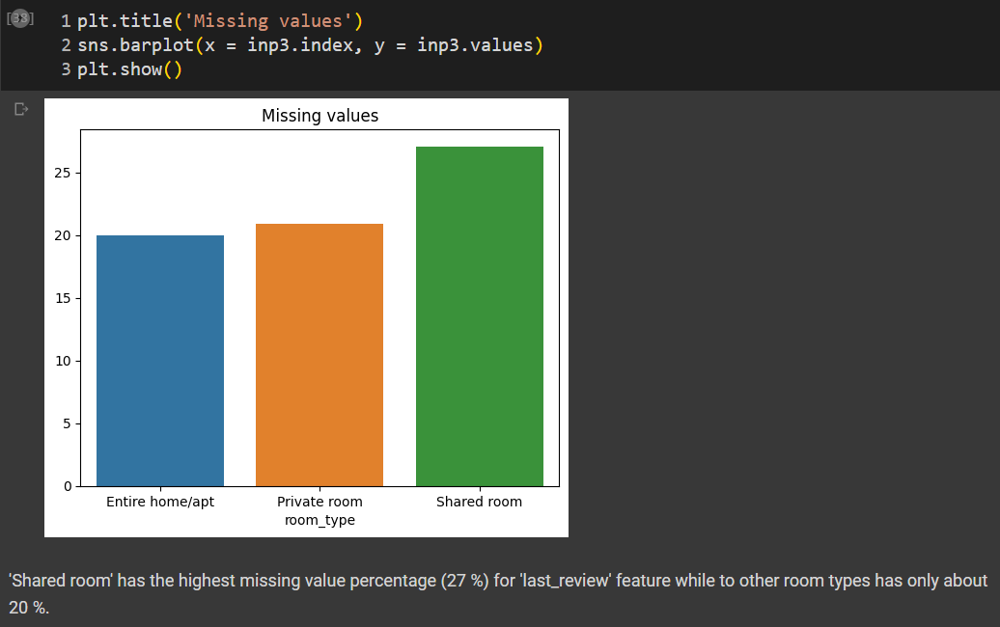 [38]
1 plt.title('Missing values')
2 sns.barplot(x = inp3.index, y = inp3.values)
3 plt.show()
Missing values
25
20
15
10
5
0
Entire home/apt Private room Shared room
room_type
'Shared room' has the highest missing value percentage (27 %) for 'last_review' feature while to other room types has only about
20 %.